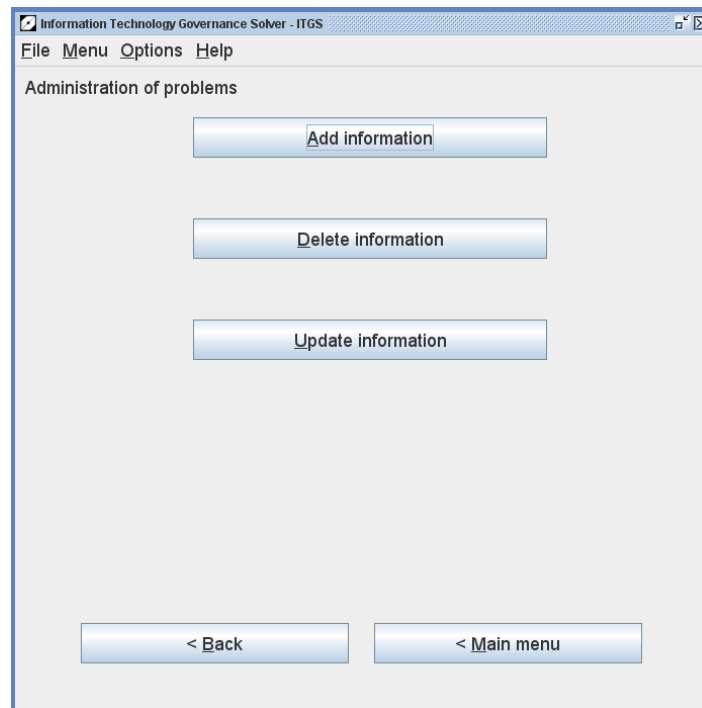 Information Technology Governance Solver - ITGS
File Menu Options Help
Administration of problems
Add information
Delete information
Update information
< Back < Main menu